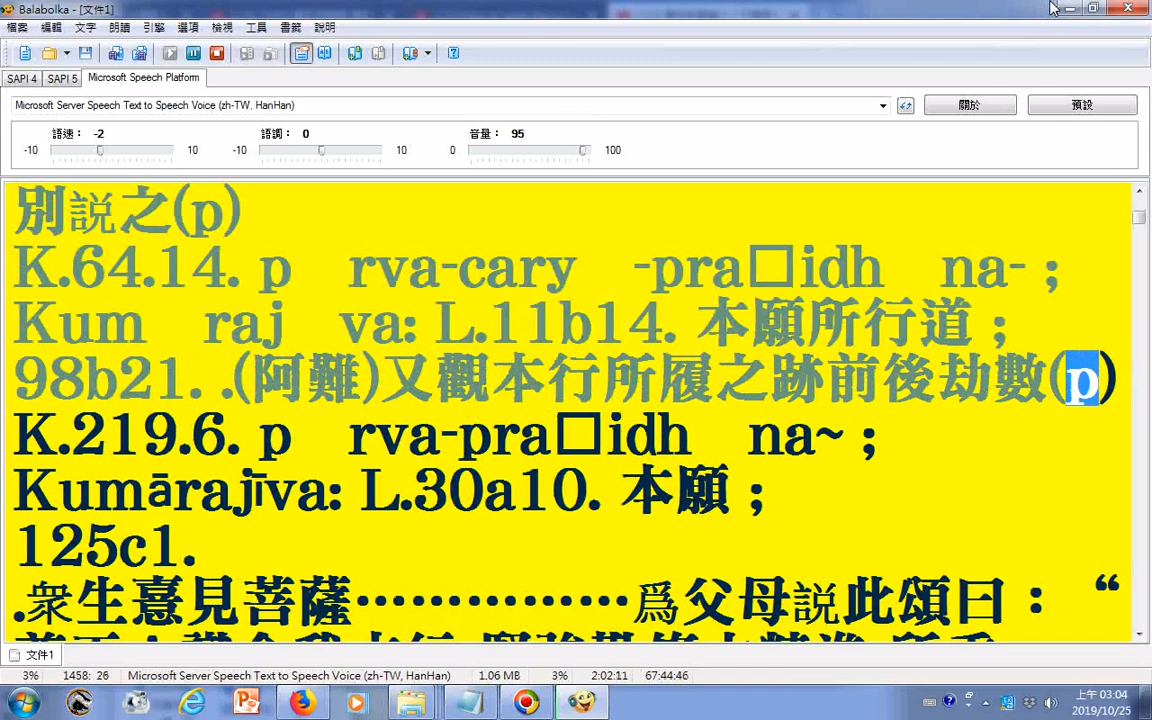 Balabolka - [文件1]
檔案 編輯 文字 朗讀 引擎 選項 檢視 工具 書籤 說明
SAPI 4 SAPI 5 Microsoft Speech Platform
Microsoft Server Speech Text to Speech Voice (zh-TW, HanHan) 關於 預設
語速： -2 語調： 0 音量： 95
-10 10 -10 10 0 100
別説之(p)
K.64.14. p rva-cary -pra□idh na-；
Kum raj va: L.11b14. 本願所行道；
98b21. .(阿難)又觀本行所履之跡前後劫數(p)
K.219.6. p rva-pra□idh na~；
Kumārajīva: L.30a10. 本願；
125c1.
.衆生憙見菩薩……………爲父母説此頌曰：“
文件1
3% 1458: 26 Microsoft Server Speech Text to Speech Voice (zh-TW, HanHan) 1.06 MB 3% 2:02:11 67:44:46
上午 03:04
2019/10/25